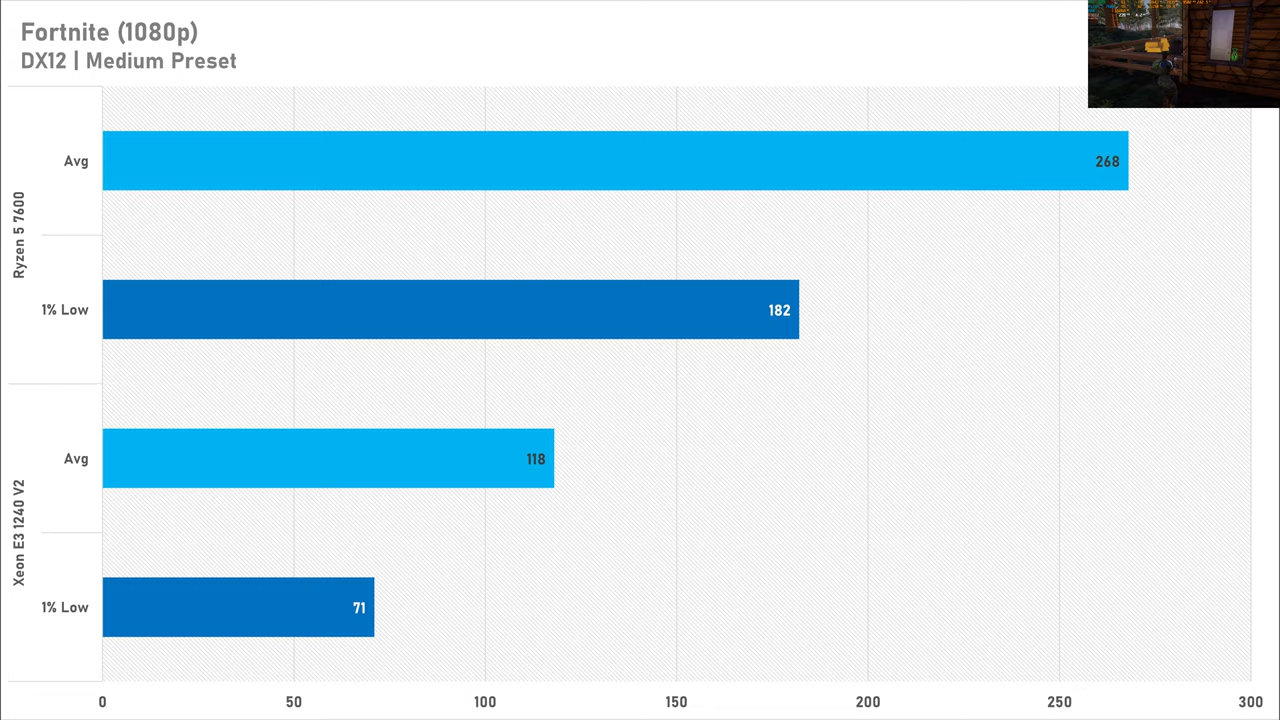 Fortnite (1080p)
DX12 | Medium Preset
Ryzen 5 7600
Avg
268
1% Low
182
Xeon E3 1240 V2
Avg
118
1% Low
71
0 50 100 150 200 250 300